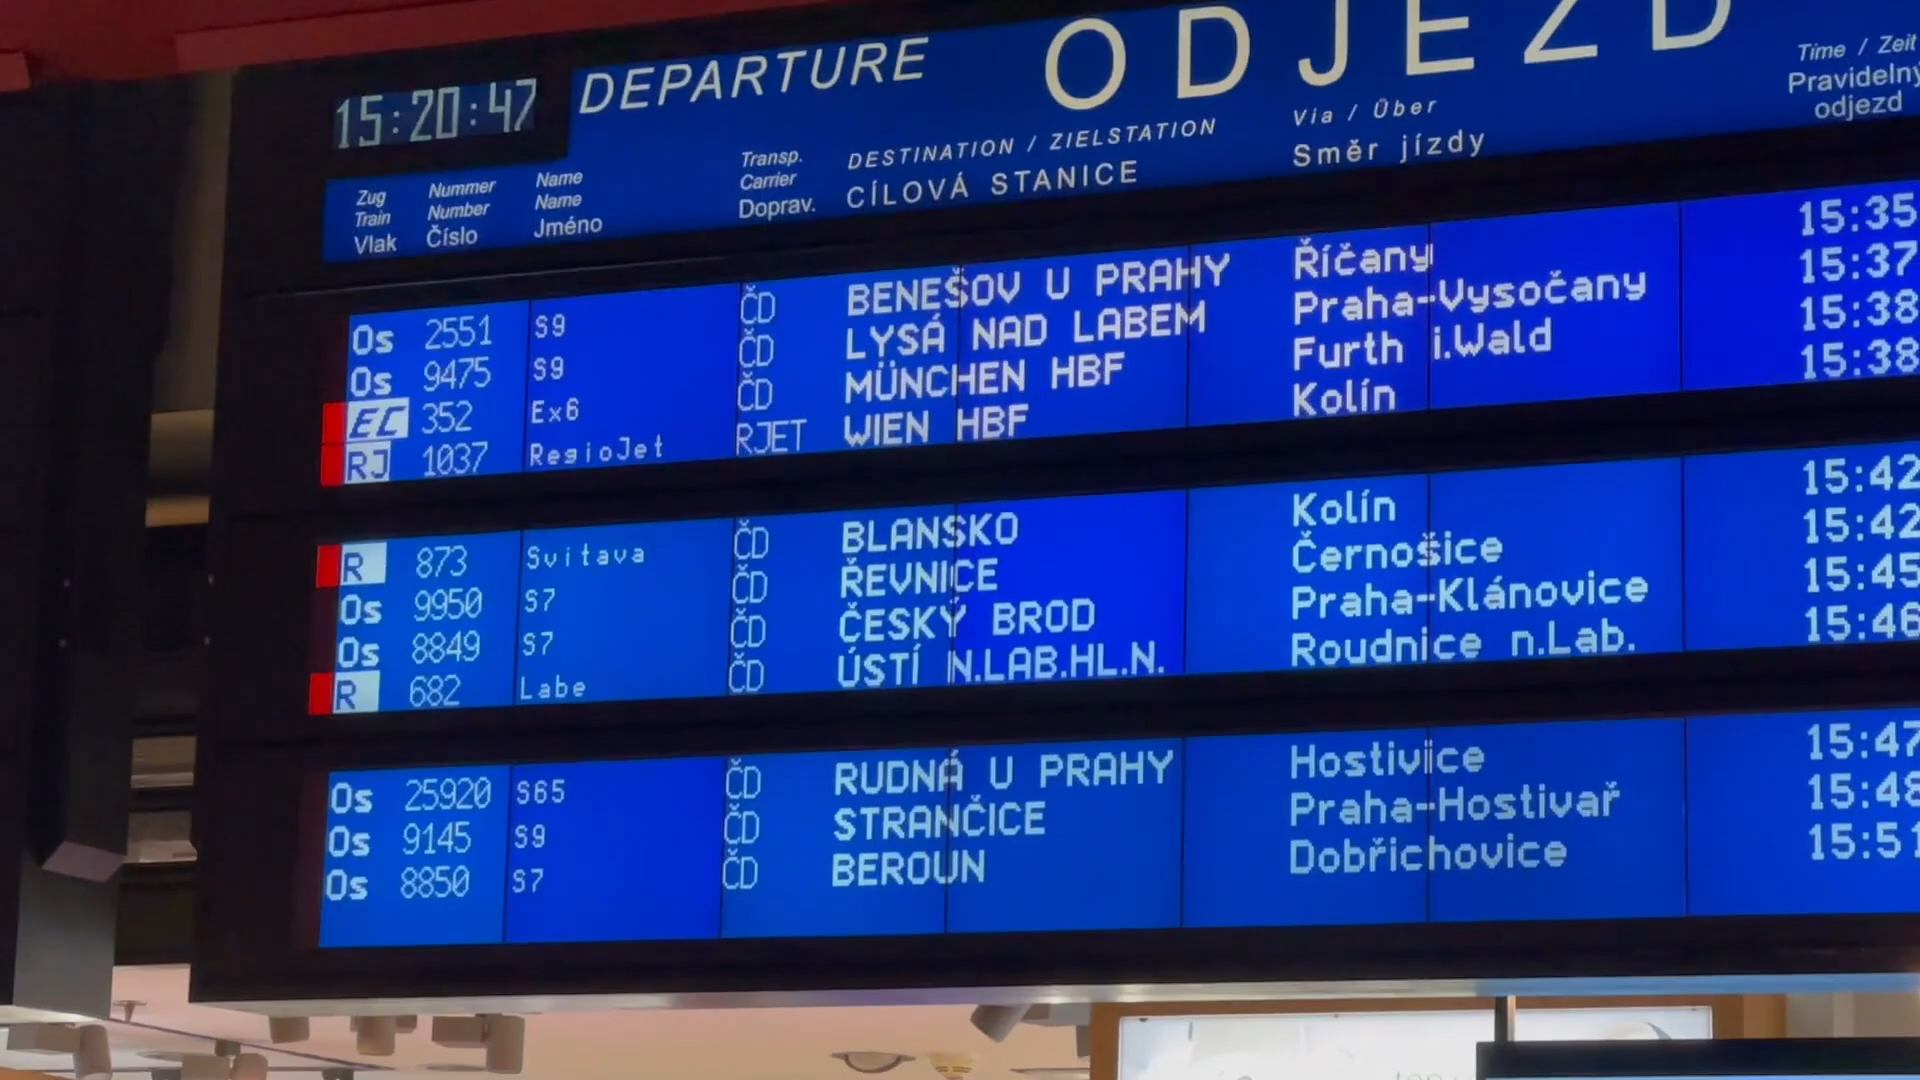 15:20:47 DEPARTURE ODJEZD
Zug Train Vlak
Nummer Number Číslo
Name Name Jméno
Transp. Carrier Doprav.
DESTINATION / ZIELSTATION
CÍLOVÁ STANICE
Via / Über
Směr jízdy
Time / Zeit
Pravidelný
odjezd
Os 2551 S9 ČD BENEŠOV U PRAHY Říčany 15:35
Os 9475 S9 ČD LYSÁ NAD LABEM Praha-Vysočany 15:37
EC 352 Ex6 ČD MÜNCHEN HBF Furth i.Wald 15:38
RJ 1037 RegioJet RJET WIEN HBF Kolín 15:38
R 873 Svitava ČD BLANSKO Kolín 15:42
Os 9950 S7 ČD ŘEVNICE Černošice 15:42
Os 8849 S7 ČD ČESKÝ BROD Praha-Klánovice 15:45
R 682 Labe ČD ÚSTÍ N.LAB.HL.N. Roudnice n.Lab. 15:46
Os 25920 S65 ČD RUDNÁ U PRAHY Hostivice 15:47
Os 9145 S9 ČD STRANČICE Praha-Hostivař 15:48
Os 8850 S7 ČD BEROUN Dobřichovice 15:51